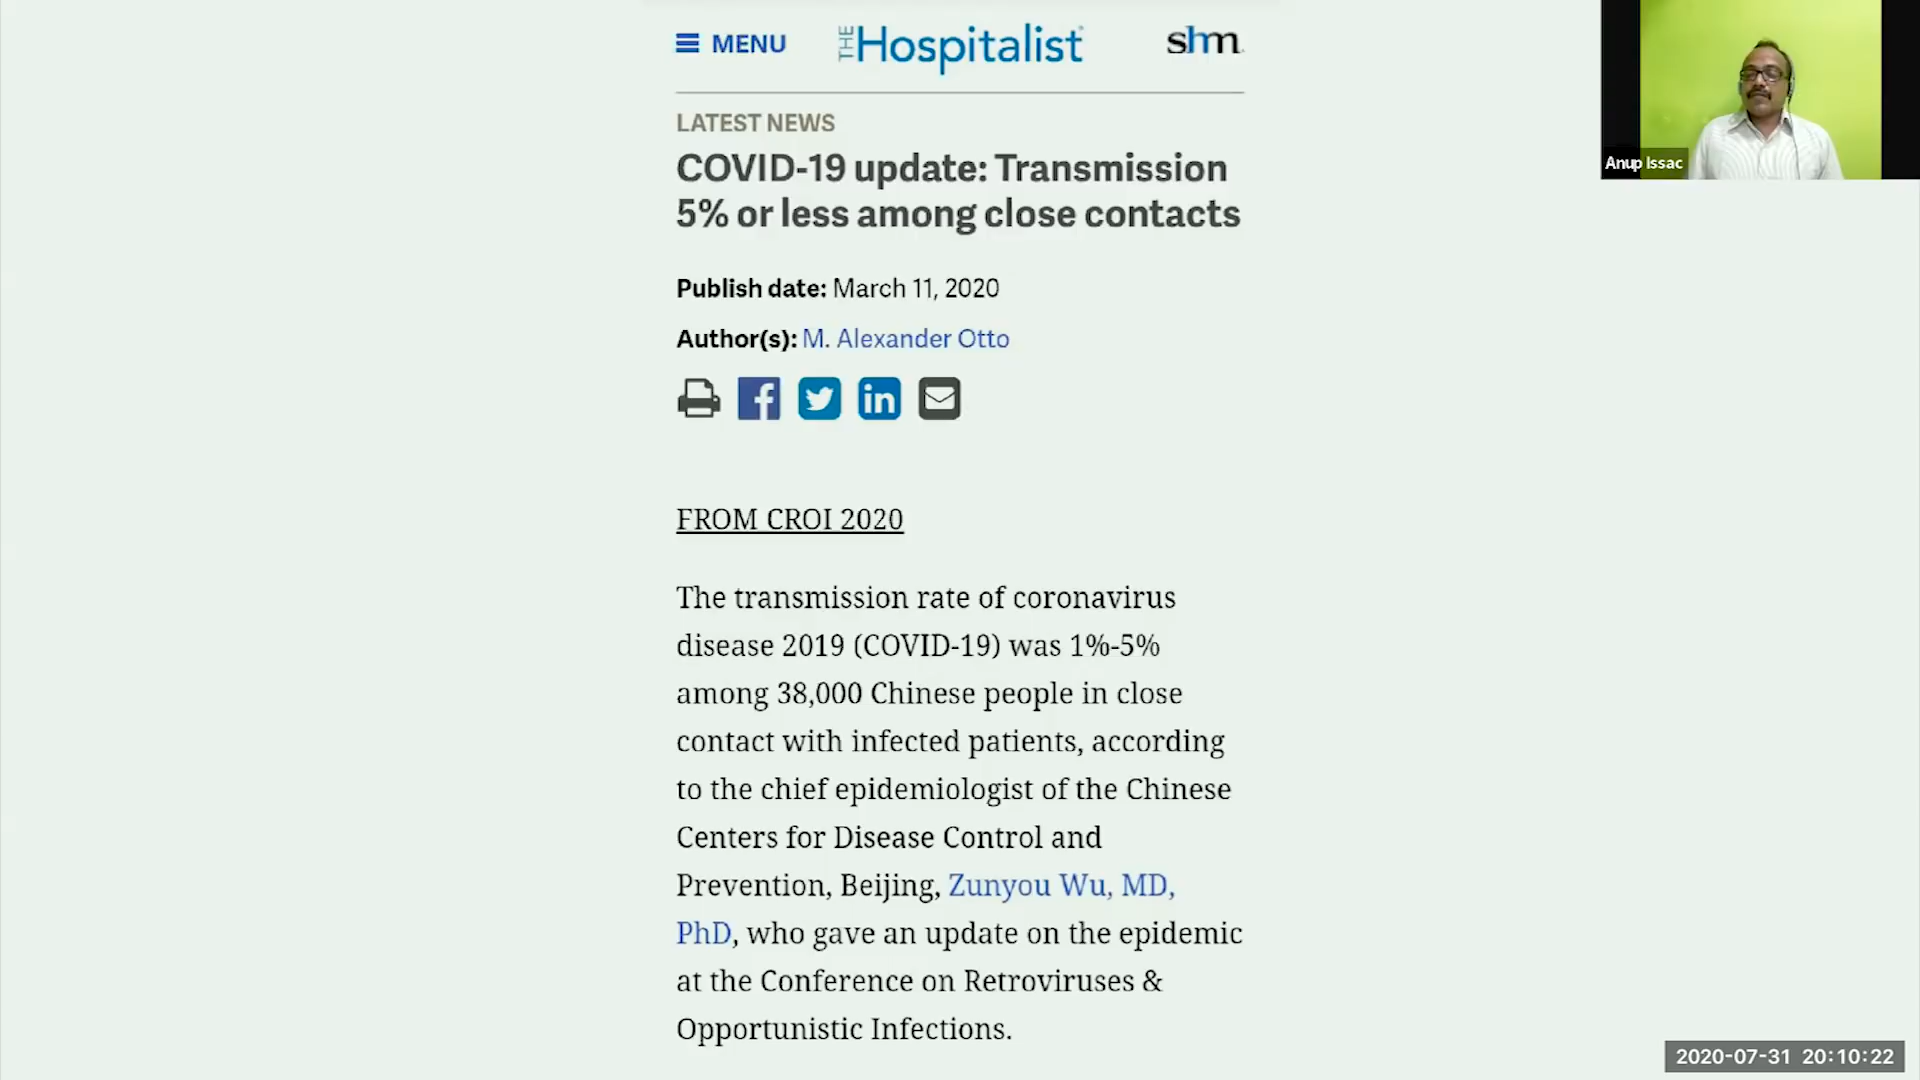 MENU
THE Hospitalist
shm
LATEST NEWS
COVID-19 update: Transmission
5% or less among close contacts
Publish date: March 11, 2020
Author(s): M. Alexander Otto
FROM CROI 2020
The transmission rate of coronavirus
disease 2019 (COVID-19) was 1%-5%
among 38,000 Chinese people in close
contact with infected patients, according
to the chief epidemiologist of the Chinese
Centers for Disease Control and
Prevention, Beijing, Zunyou Wu, MD,
PhD, who gave an update on the epidemic
at the Conference on Retroviruses &
Opportunistic Infections.
Anup Issac
2020-07-31 20:10:22